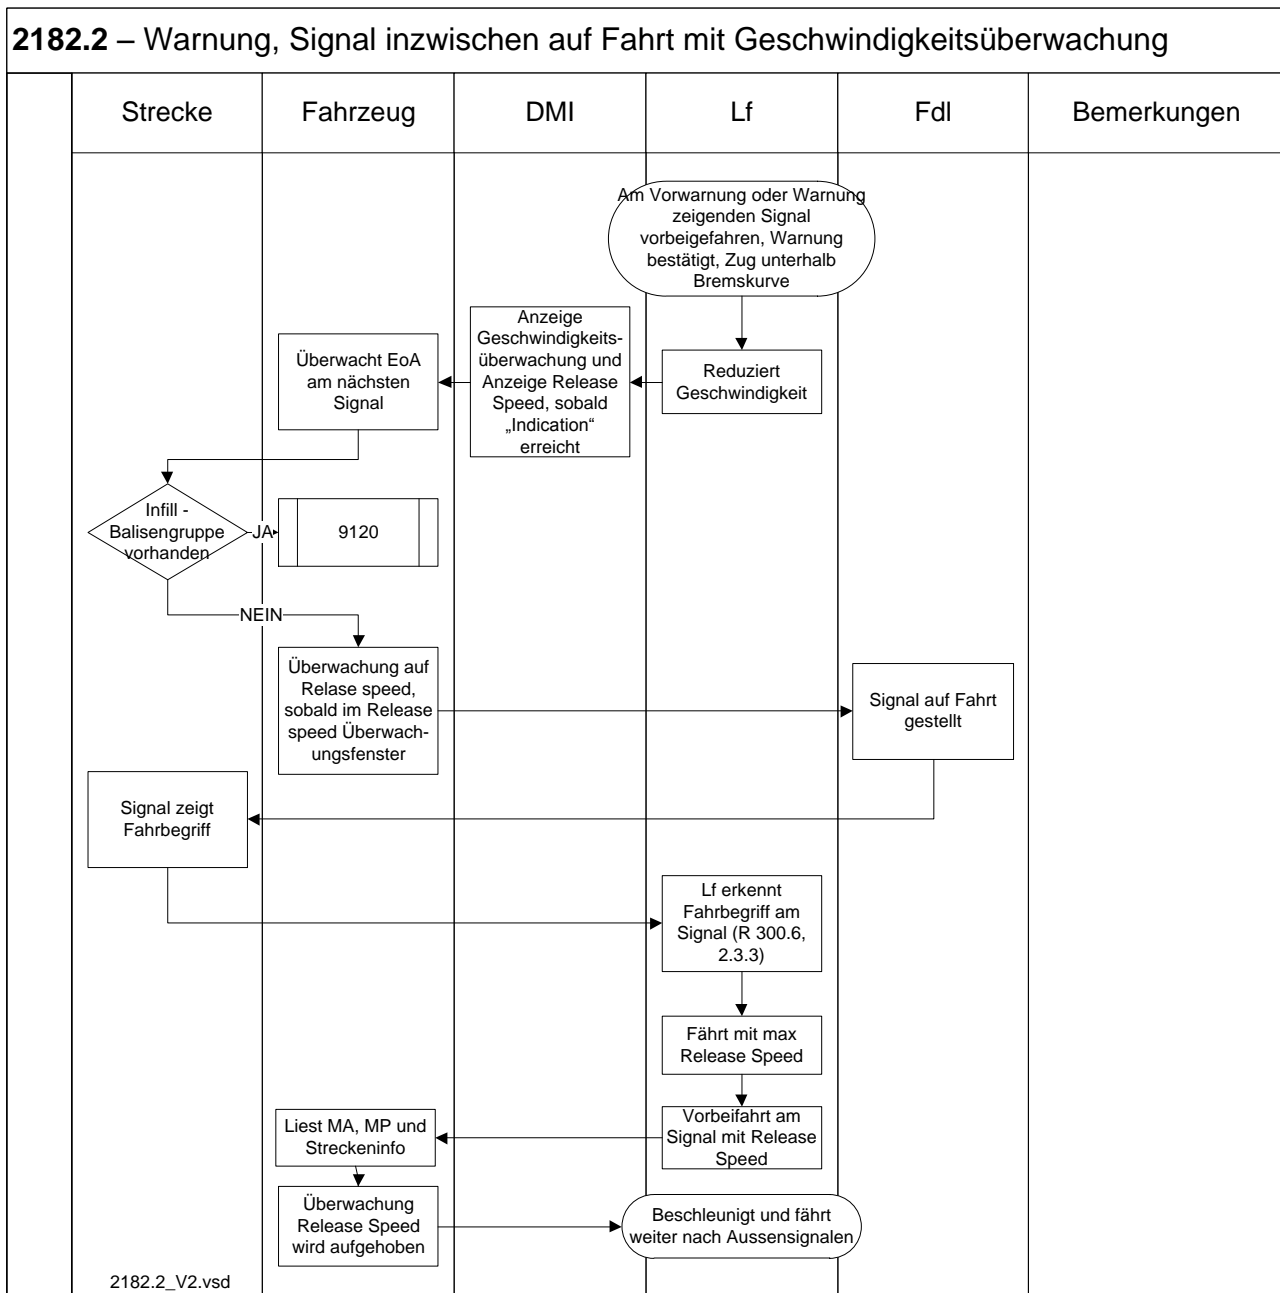 2182.2 – Warnung, Signal inzwischen auf Fahrt mit Geschwindigkeitsüberwachung
Strecke
Fahrzeug
DMI
Lf
Fdl
Bemerkungen
Am Vorwarnung oder Warnung
zeigenden Signal
vorbeigefahren, Warnung
bestätigt, Zug unterhalb
Bremskurve
Reduziert
Geschwindigkeit
Anzeige
Geschwindigkeits-
überwachung und
Anzeige Release
Speed, sobald
„Indication“
erreicht
Überwacht EoA
am nächsten
Signal
Infill -
Balisengruppe
vorhanden
JA
9120
NEIN
Überwachung auf
Relase speed,
sobald im Release
speed Überwach-
ungsfenster
Signal auf Fahrt
gestellt
Signal zeigt
Fahrbegriff
Lf erkennt
Fahrbegriff am
Signal (R 300.6,
2.3.3)
Fährt mit max
Release Speed
Vorbeifahrt am
Signal mit Release
Speed
Liest MA, MP und
Streckeninfo
Überwachung
Release Speed
wird aufgehoben
Beschleunigt und fährt
weiter nach Aussensignalen
2182.2_V2.vsd